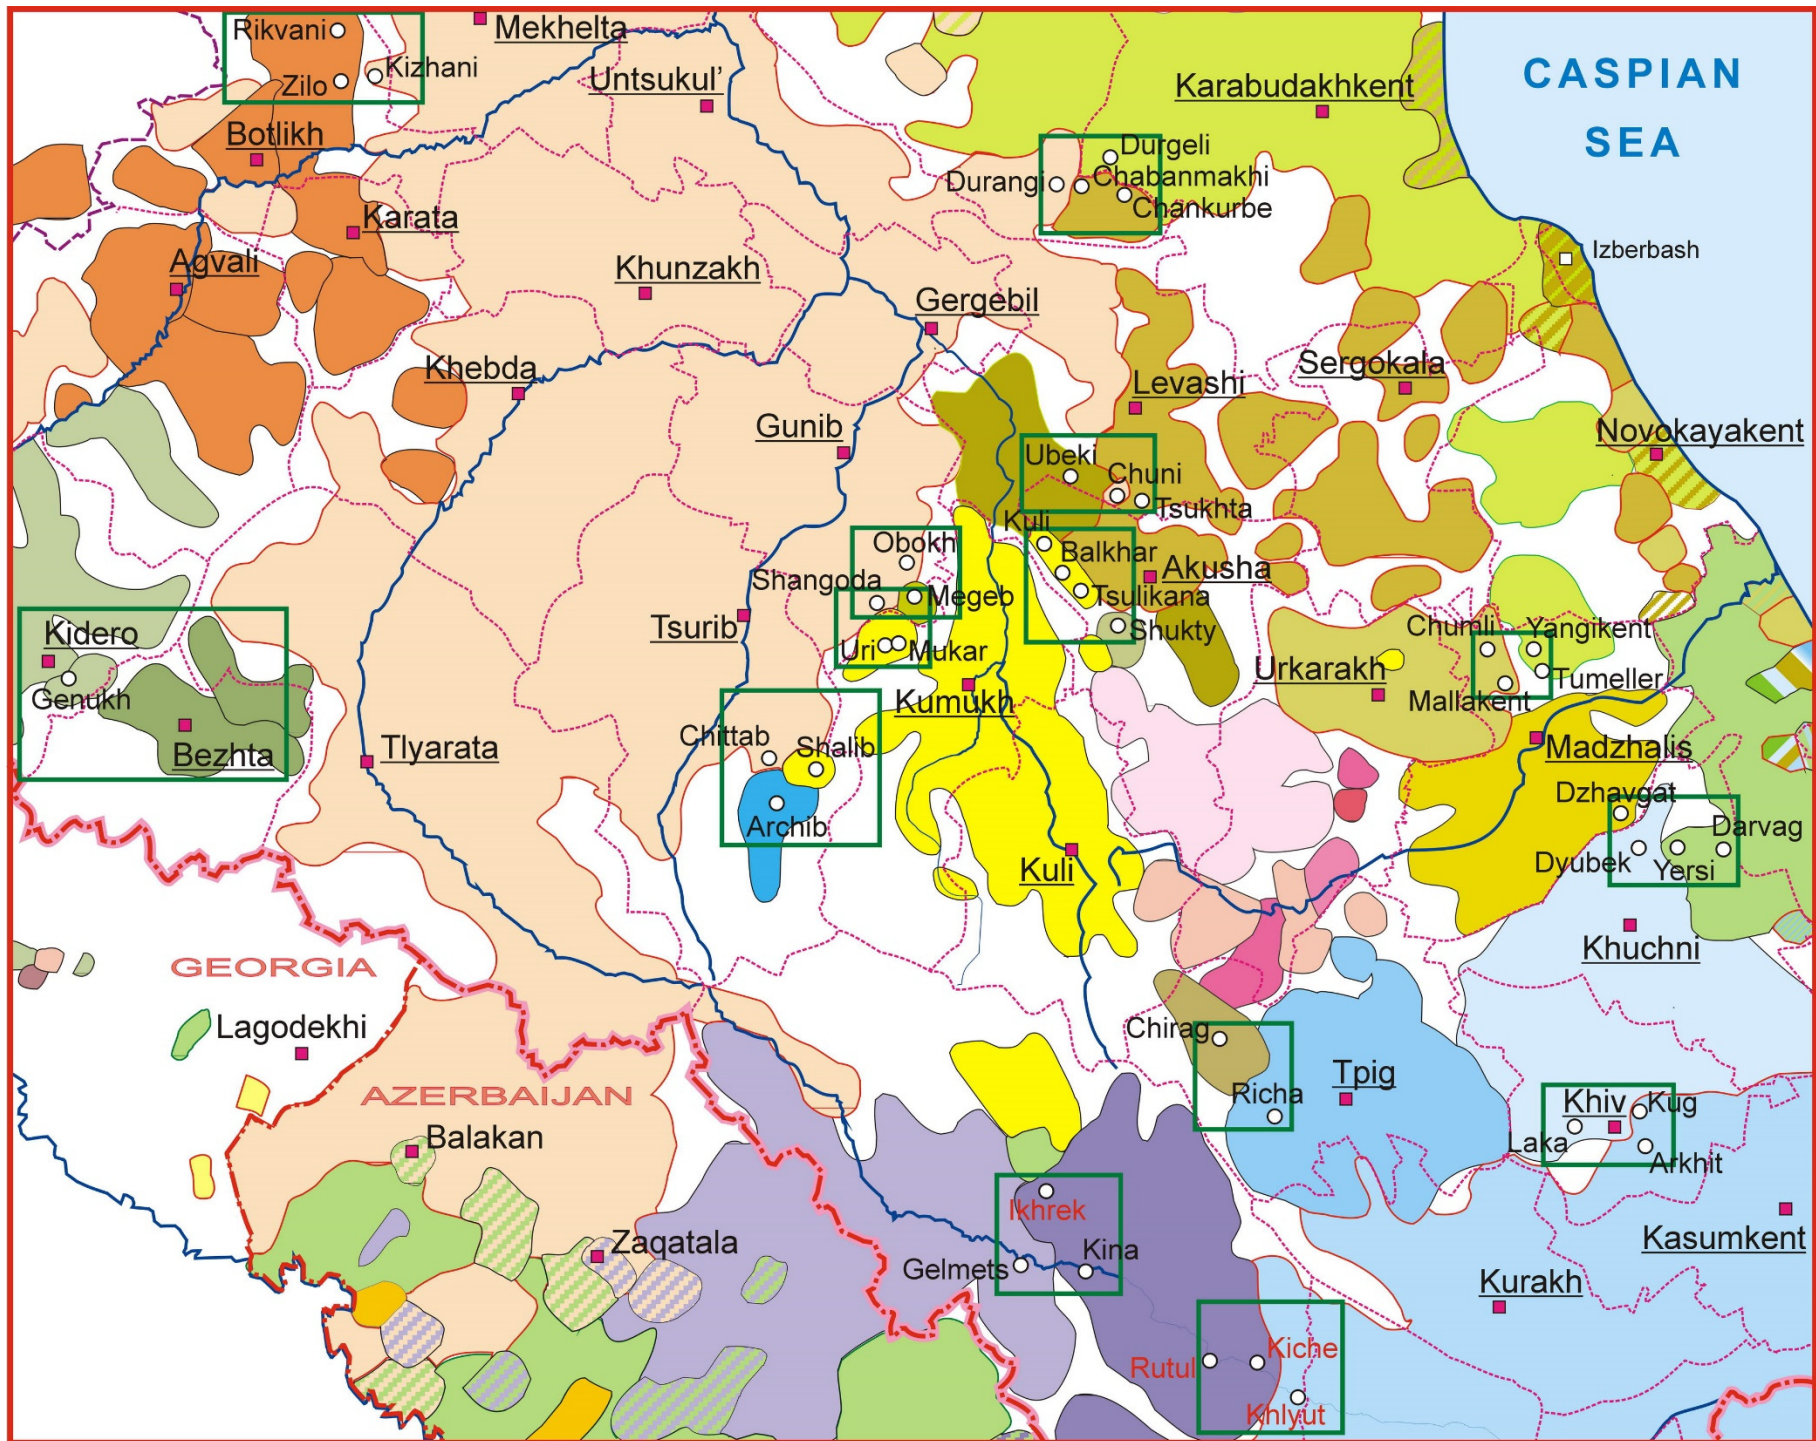 Rikvani
Mekhelta
Kizhani
Zilo
Untsukul’
Karabudakhkent
CASPIAN
SEA
Botlikh
Durgeli
Chabanmakhi
Durangi
Chankurbe
Karata
Agvali
Khunzakh
Izberbash
Gergebil
Khebda
Levashi
Sergokala
Gunib
Novokayakent
Ubeki
Chuni
Tsukhta
Kuli
Obokh
Balkhar
Akusha
Shangoda
Megeb
Tsulikana
Kidero
Tsurib
Shukty
Chumli
Yangikent
Uri
Mukar
Urkarakh
Genukh
Kumukh
Mallakent
Tumeller
Bezhta
Tlyarata
Chittab
Shalib
Madzhalis
Dzhavgat
Archib
Darvag
Kuli
Dyubek
Yersi
Khuchni
GEORGIA
Lagodekhi
Chirag
Tpig
AZERBAIJAN
Richa
Khiv
Kug
Balakan
Laka
Arkhit
Ikhrek
Zaqatala
Kina
Kasumkent
Gelmets
Kurakh
Kiche
Rutul
Khlyut